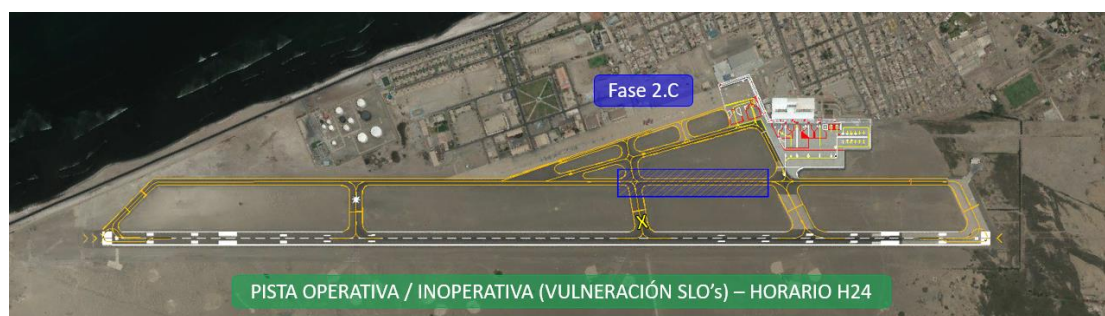 Fase 2.C
X
PISTA OPERATIVA / INOPERATIVA (VULNERACIÓN SLO's) – HORARIO H24